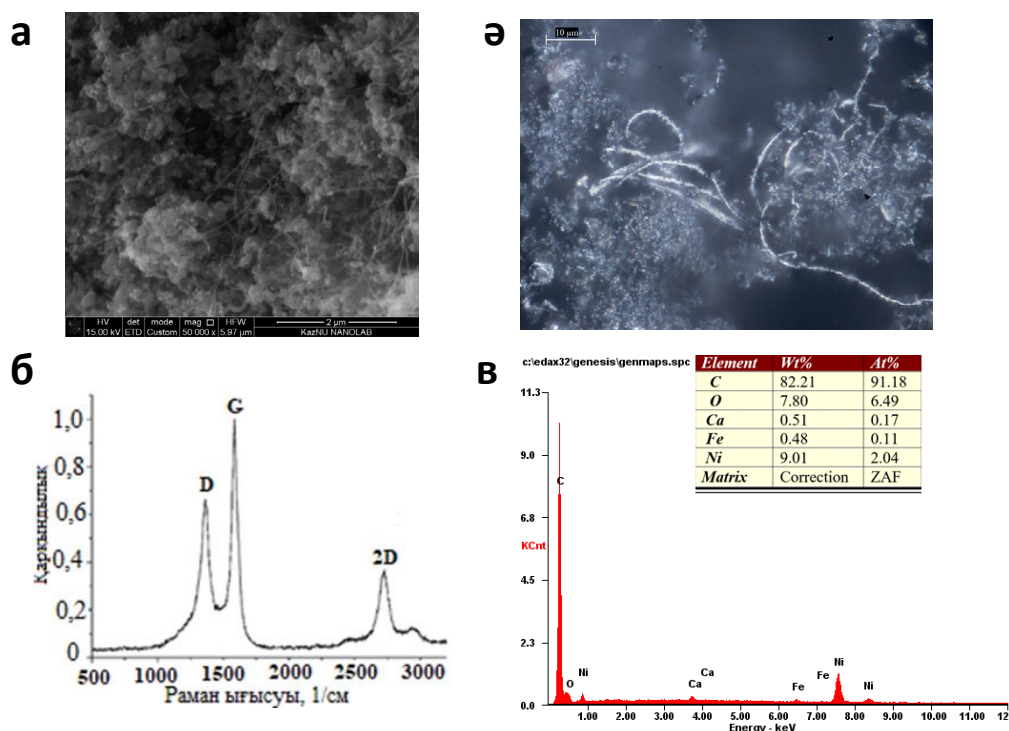 а
HV det mode mag □ HFW 2 μm
15.00 kV ETD Custom 50 000 x 5.97 μm KazNU NANOLAB
ә
10 μm
б
1,0
0,8
0,6
0,4
0,2
0
Қарқындылық
D
G
2D
500 1000 1500 2000 2500 3000
Раман ығысуы, 1/см
в
c:\edax32\genesis\genmaps.spc
Element Wt% At%
C 82.21 91.18
O 7.80 6.49
Ca 0.51 0.17
Fe 0.48 0.11
Ni 9.01 2.04
Matrix Correction ZAF
11.3
9.0
6.8
KCnt
4.5
2.3
0.0
C
O
Ni
Ca
Ca
Fe
Fe
Ni
Ni
1.00 2.00 3.00 4.00 5.00 6.00 7.00 8.00 9.00 10.00 11.00 12
Energy - keV